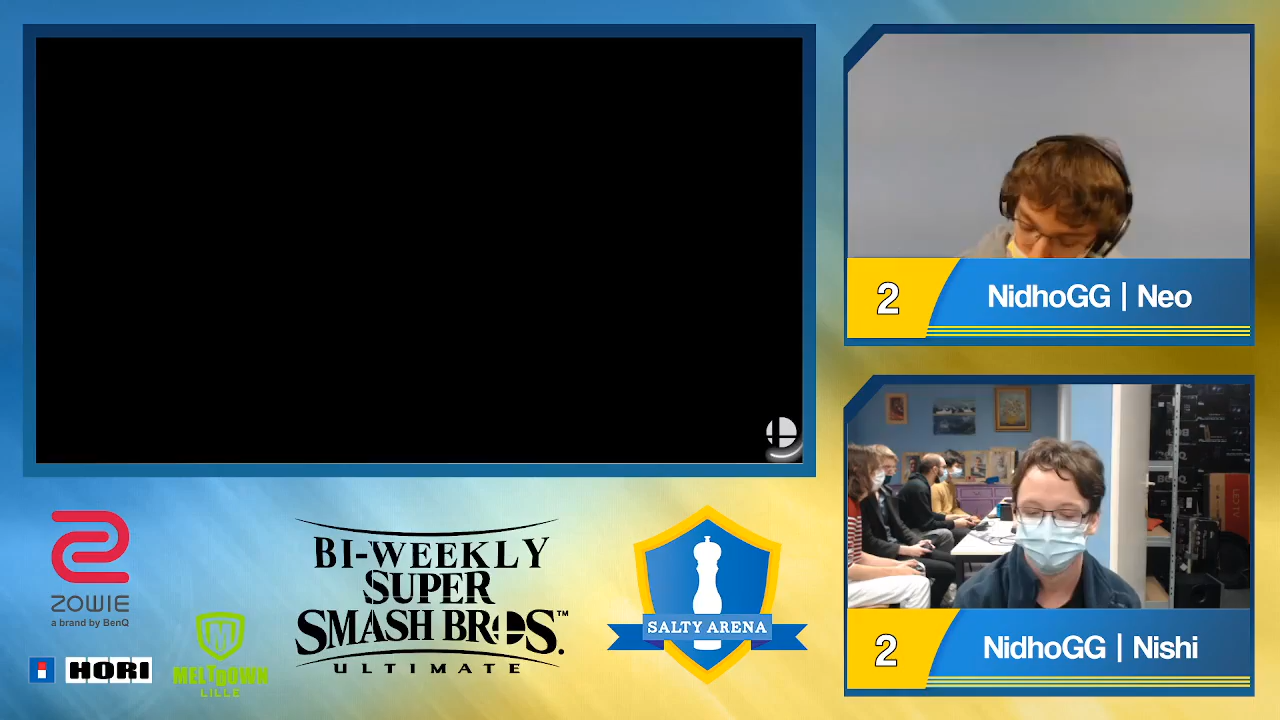 2
NidhoGG | Neo
2
NidhoGG | Nishi
ZOWIE
a brand by BenQ
HORI
MELTDOWN
LILLE
BI-WEEKLY
SUPER
SMASH BROS.™
ULTIMATE
SALTY ARENA